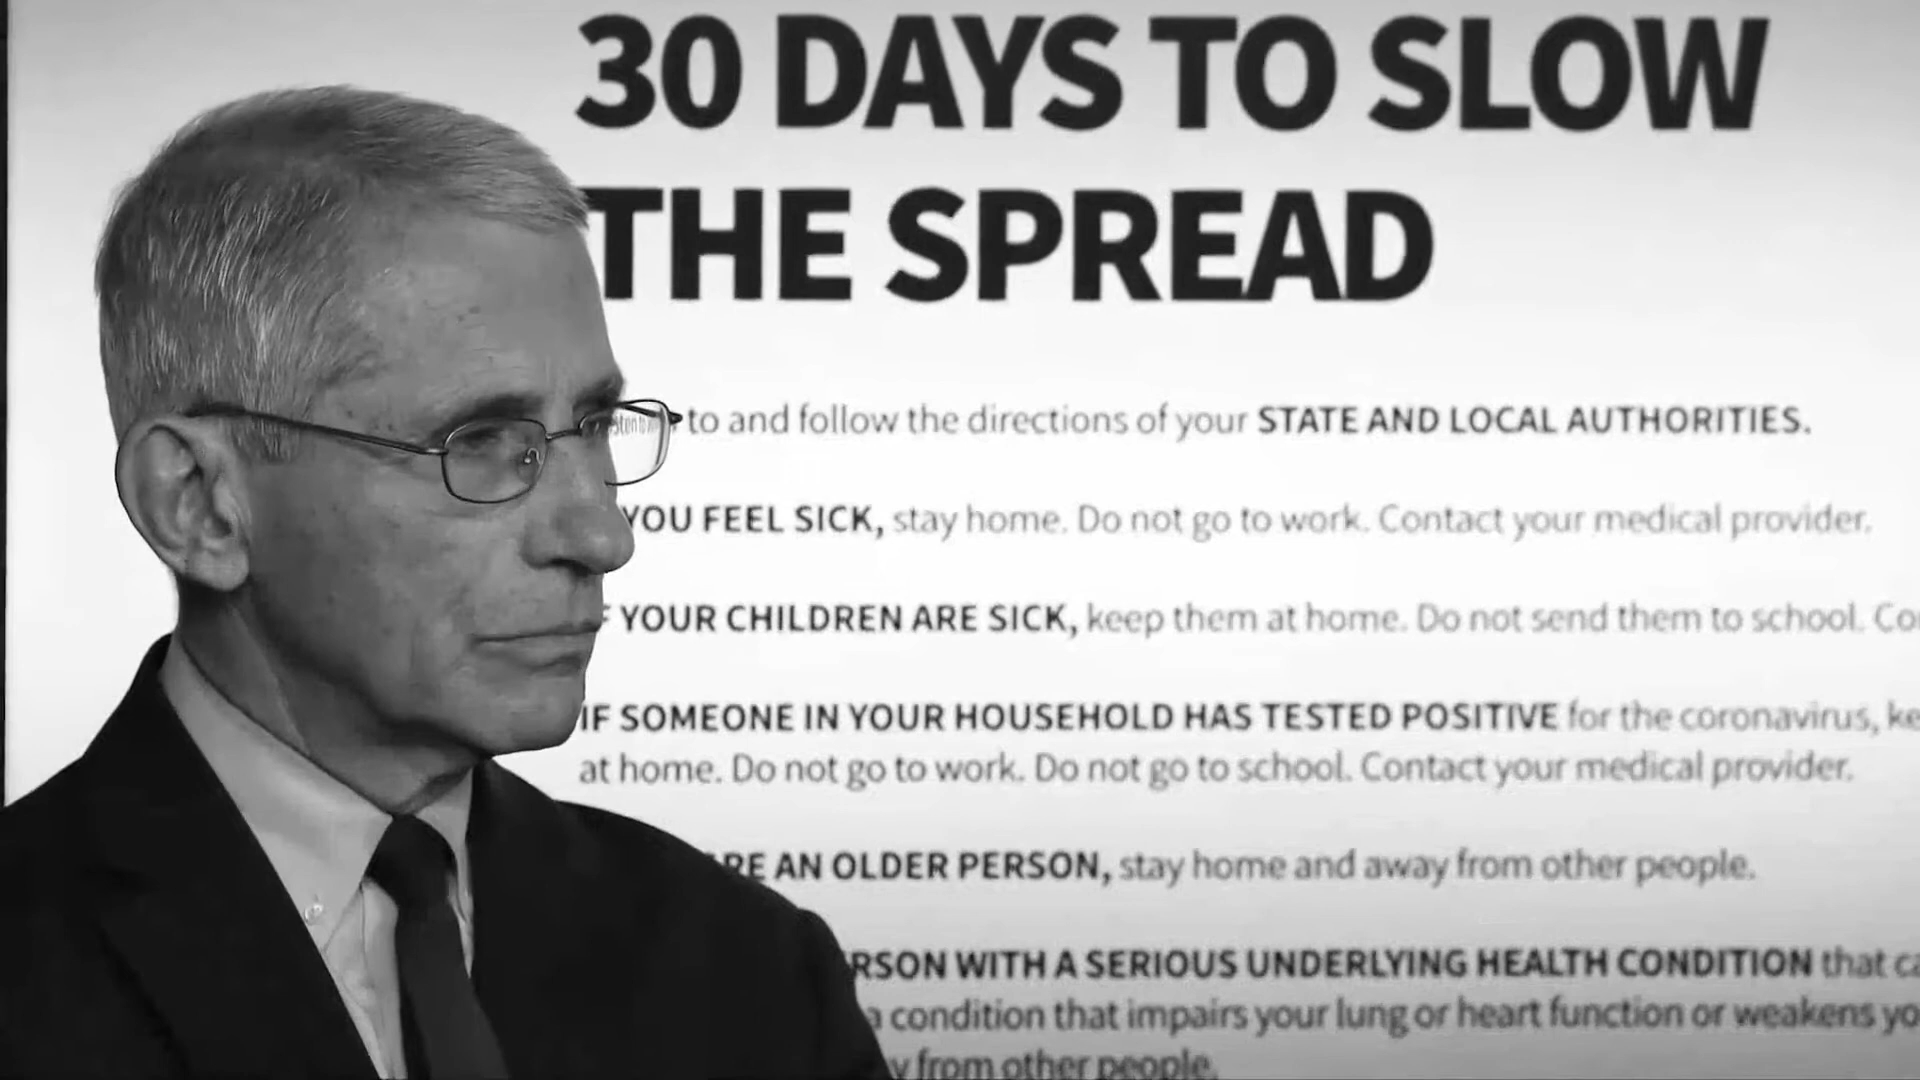 30 DAYS TO SLOW
THE SPREAD
to and follow the directions of your STATE AND LOCAL AUTHORITIES.
YOU FEEL SICK, stay home. Do not go to work. Contact your medical provider.
YOUR CHILDREN ARE SICK, keep them at home. Do not send them to school.
IF SOMEONE IN YOUR HOUSEHOLD HAS TESTED POSITIVE for the coronavirus,
at home. Do not go to work. Do not go to school. Contact your medical provider.
AN OLDER PERSON, stay home and away from other people.
WITH A SERIOUS UNDERLYING HEALTH CONDITION that
a condition that impairs your lung or heart function or weakens
from other people.